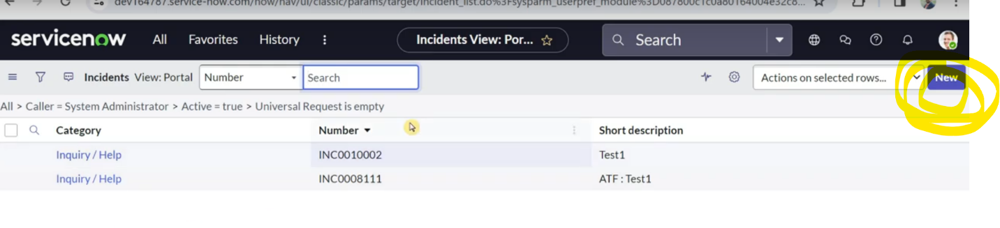 dev164787.service-now.com/now/nav/ui/classic/params/target/incident_list.do%3Fsysparm_userpref_module%3D087800c1c0a80164004e32c8...
servicenow All Favorites History Incidents View: Por... Search
Incidents View: Portal Number Search Actions on selected rows... New
All > Caller = System Administrator > Active = true > Universal Request is empty
Category Number Short description
Inquiry / Help INC0010002 Test1
Inquiry / Help INC0008111 ATF : Test1